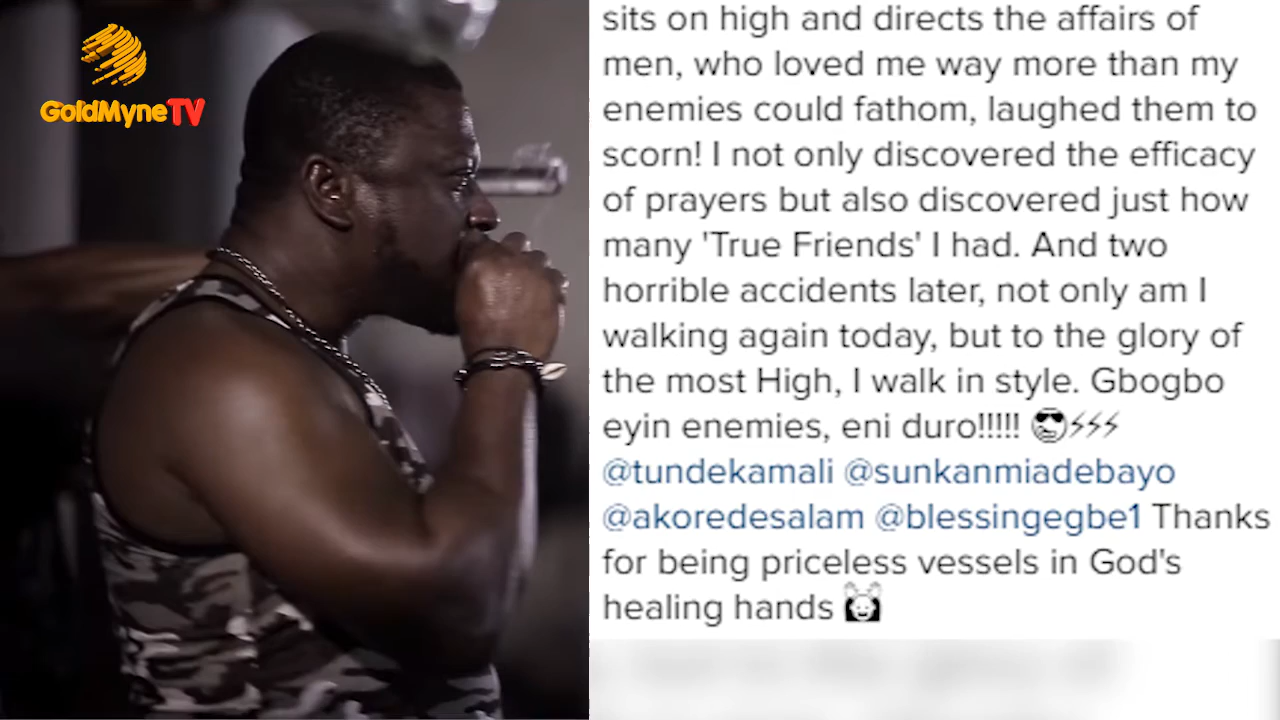 GoldMyneTV
sits on high and directs the affairs of
men, who loved me way more than my
enemies could fathom, laughed them to
scorn! I not only discovered the efficacy
of prayers but also discovered just how
many 'True Friends' I had. And two
horrible accidents later, not only am I
walking again today, but to the glory of
the most High, I walk in style. Gbogbo
eyin enemies, eni duro!!!!! 😎⚡⚡⚡
@tundekamali @sunkanmiadebayo
@akoredesalam @blessingegbe1 Thanks
for being priceless vessels in God's
healing hands 🙌